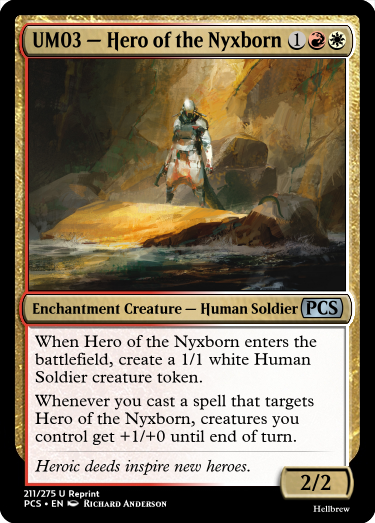 UM03 — Hero of the Nyxborn 1
Enchantment Creature — Human Soldier PCS
When Hero of the Nyxborn enters the
battlefield, create a 1/1 white Human
Soldier creature token.
Whenever you cast a spell that targets
Hero of the Nyxborn, creatures you
control get +1/+0 until end of turn.
Heroic deeds inspire new heroes.
2/2
211/275 U Reprint
PCS • EN Richard Anderson
Hellbrew